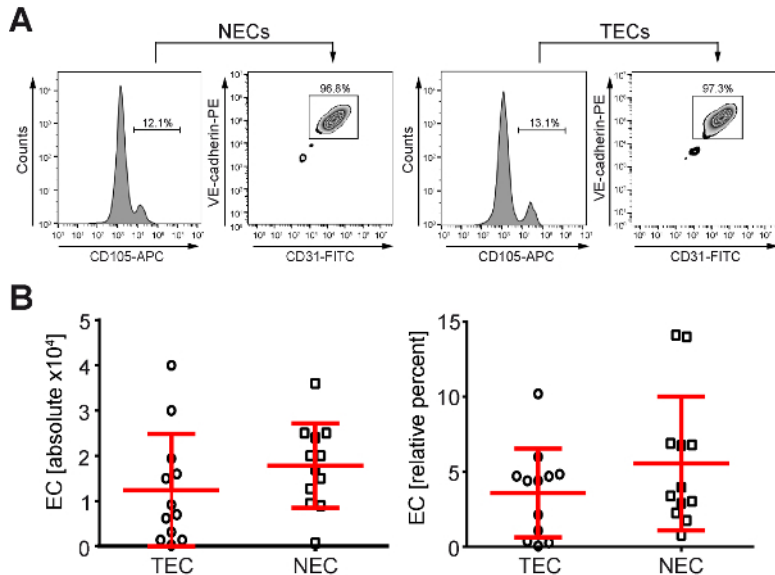 A
NECs
TECs
Counts
12.1%
CD105-APC
VE-cadherin-PE
96.8%
CD31-FITC
Counts
13.1%
CD105-APC
VE-cadherin-PE
97.3%
CD31-FITC
B
EC [absolute x10⁴]
5
4
3
2
1
0
TEC NEC
EC [relative percent]
15
10
5
0
TEC NEC